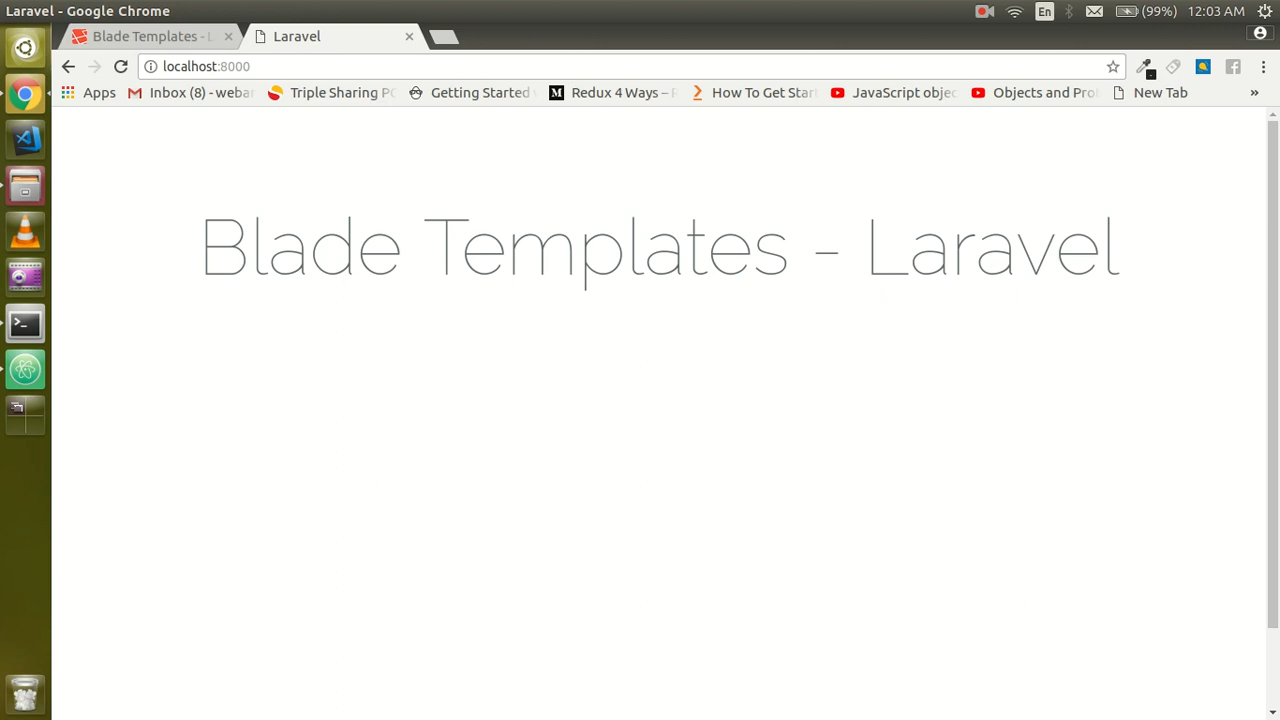 Laravel - Google Chrome
En
(99%)
12:03 AM
Blade Templates - L
Laravel
localhost:8000
Apps
Inbox (8) - webar
Triple Sharing PC
Getting Started
M
Redux 4 Ways –
How To Get Star
JavaScript objec
Objects and Pro
New Tab
»
Blade Templates - Laravel